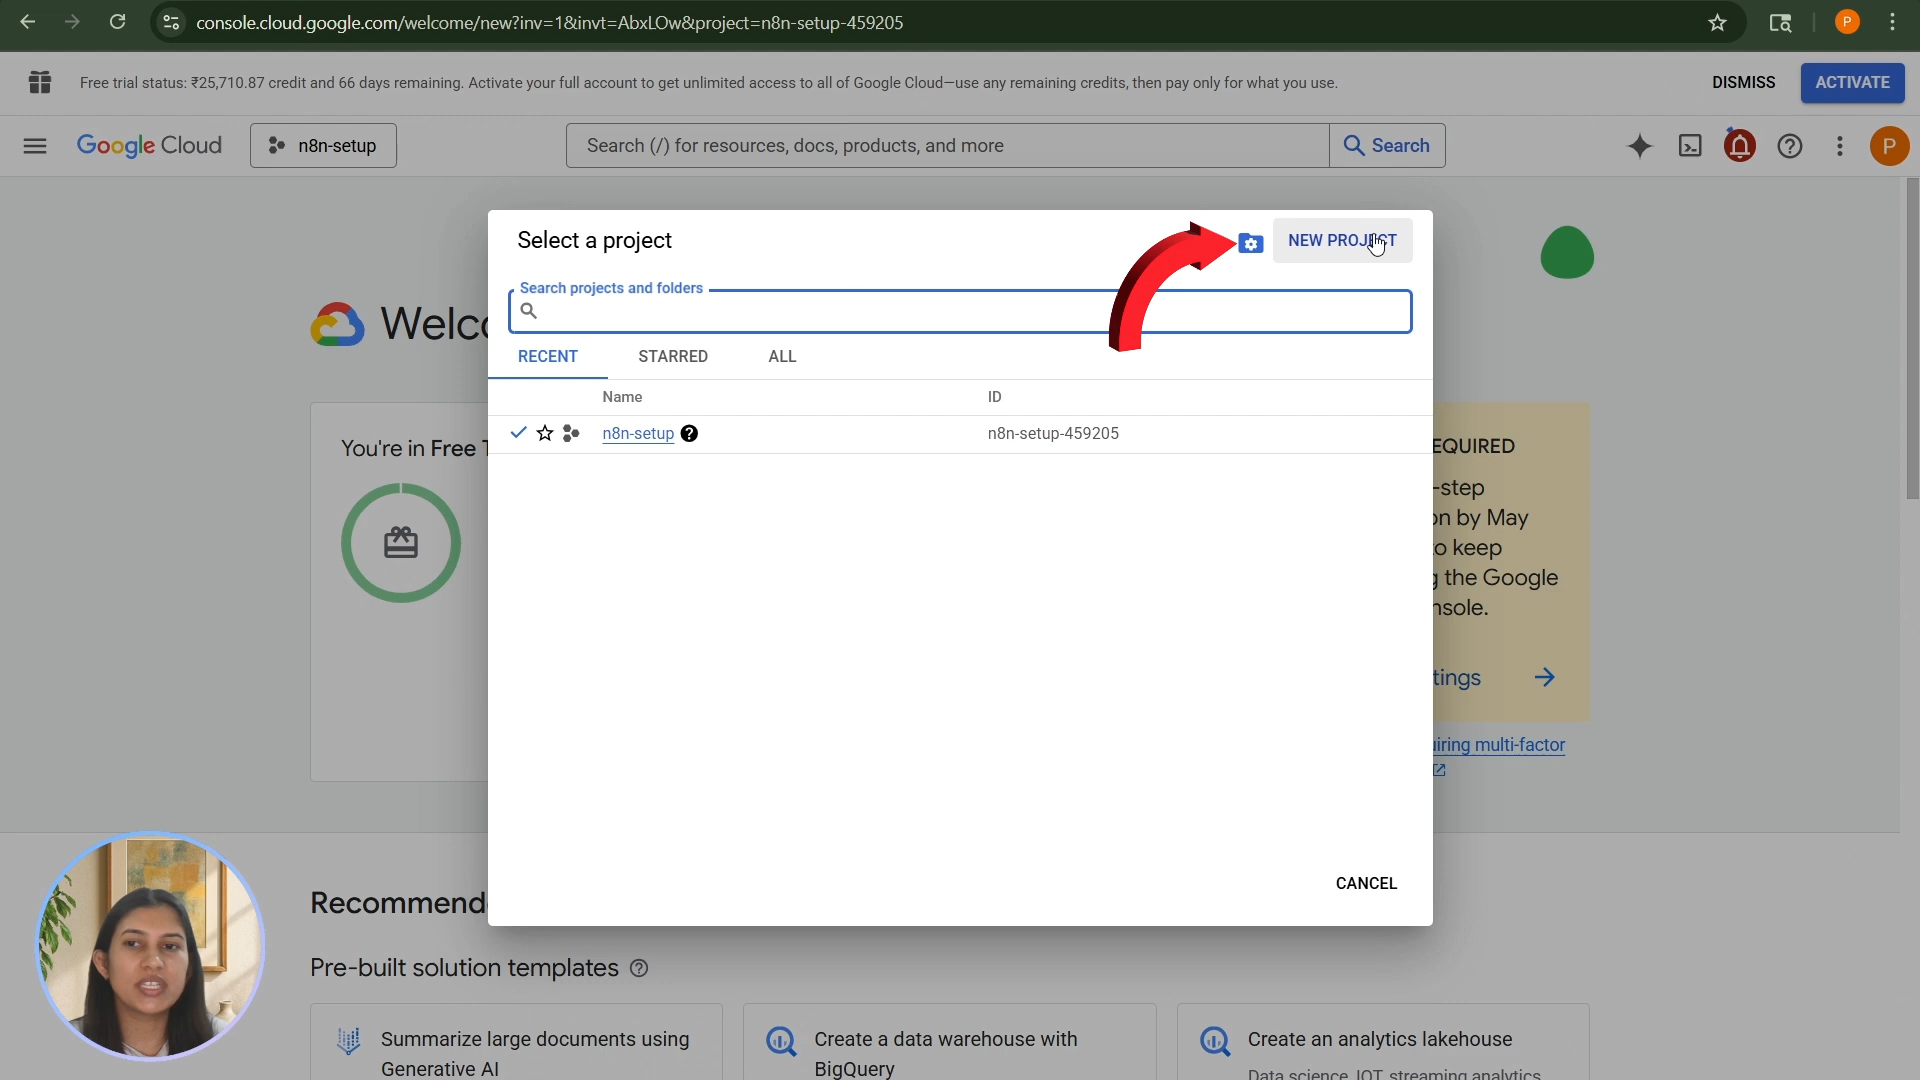 console.cloud.google.com/welcome/new?inv=1&invt=AbxLOw&project=n8n-setup-459205
P
Free trial status: ₹25,710.87 credit and 66 days remaining. Activate your full account to get unlimited access to all of Google Cloud—use any remaining credits, then pay only for what you use.
DISMISS
ACTIVATE
Google Cloud
n8n-setup
Search (/) for resources, docs, products, and more
Search
P
Select a project
NEW PROJECT
Search projects and folders
RECENT
STARRED
ALL
Name
ID
n8n-setup
n8n-setup-459205
CANCEL
You're in Free
EQUIRED
-step
on by May
to keep
the Google
nsole.
tings
uiring multi-factor
Recommend
Pre-built solution templates
Summarize large documents using
Generative AI
Create a data warehouse with
BigQuery
Create an analytics lakehouse
Data science, IOT, streaming analytics